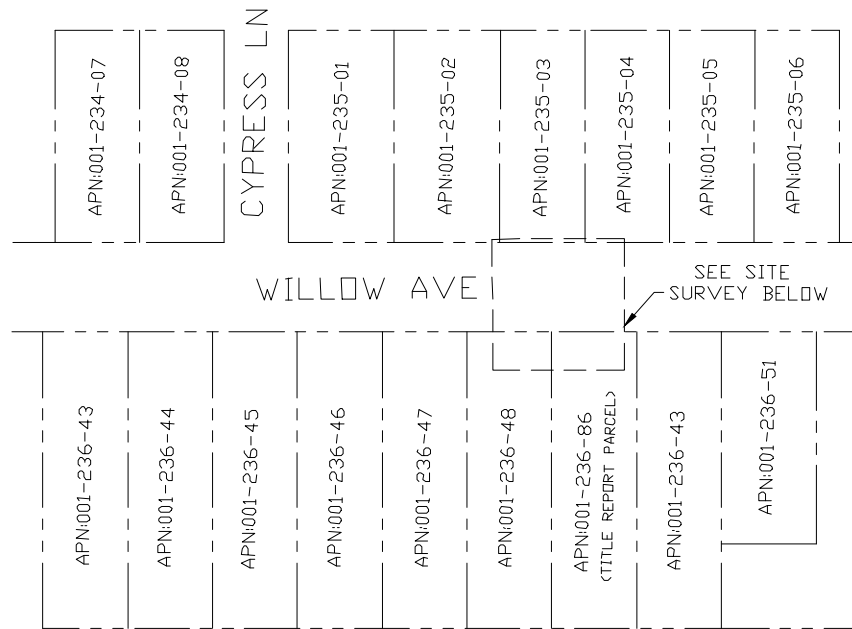 APN:001-234-07
APN:001-234-08
CYPRESS LN
APN:001-235-01
APN:001-235-02
APN:001-235-03
APN:001-235-04
APN:001-235-05
APN:001-235-06
WILLOW AVE
SEE SITE
SURVEY BELOW
APN:001-236-43
APN:001-236-44
APN:001-236-45
APN:001-236-46
APN:001-236-47
APN:001-236-48
APN:001-236-86
(TITLE REPORT PARCEL)
APN:001-236-43
APN:001-236-51